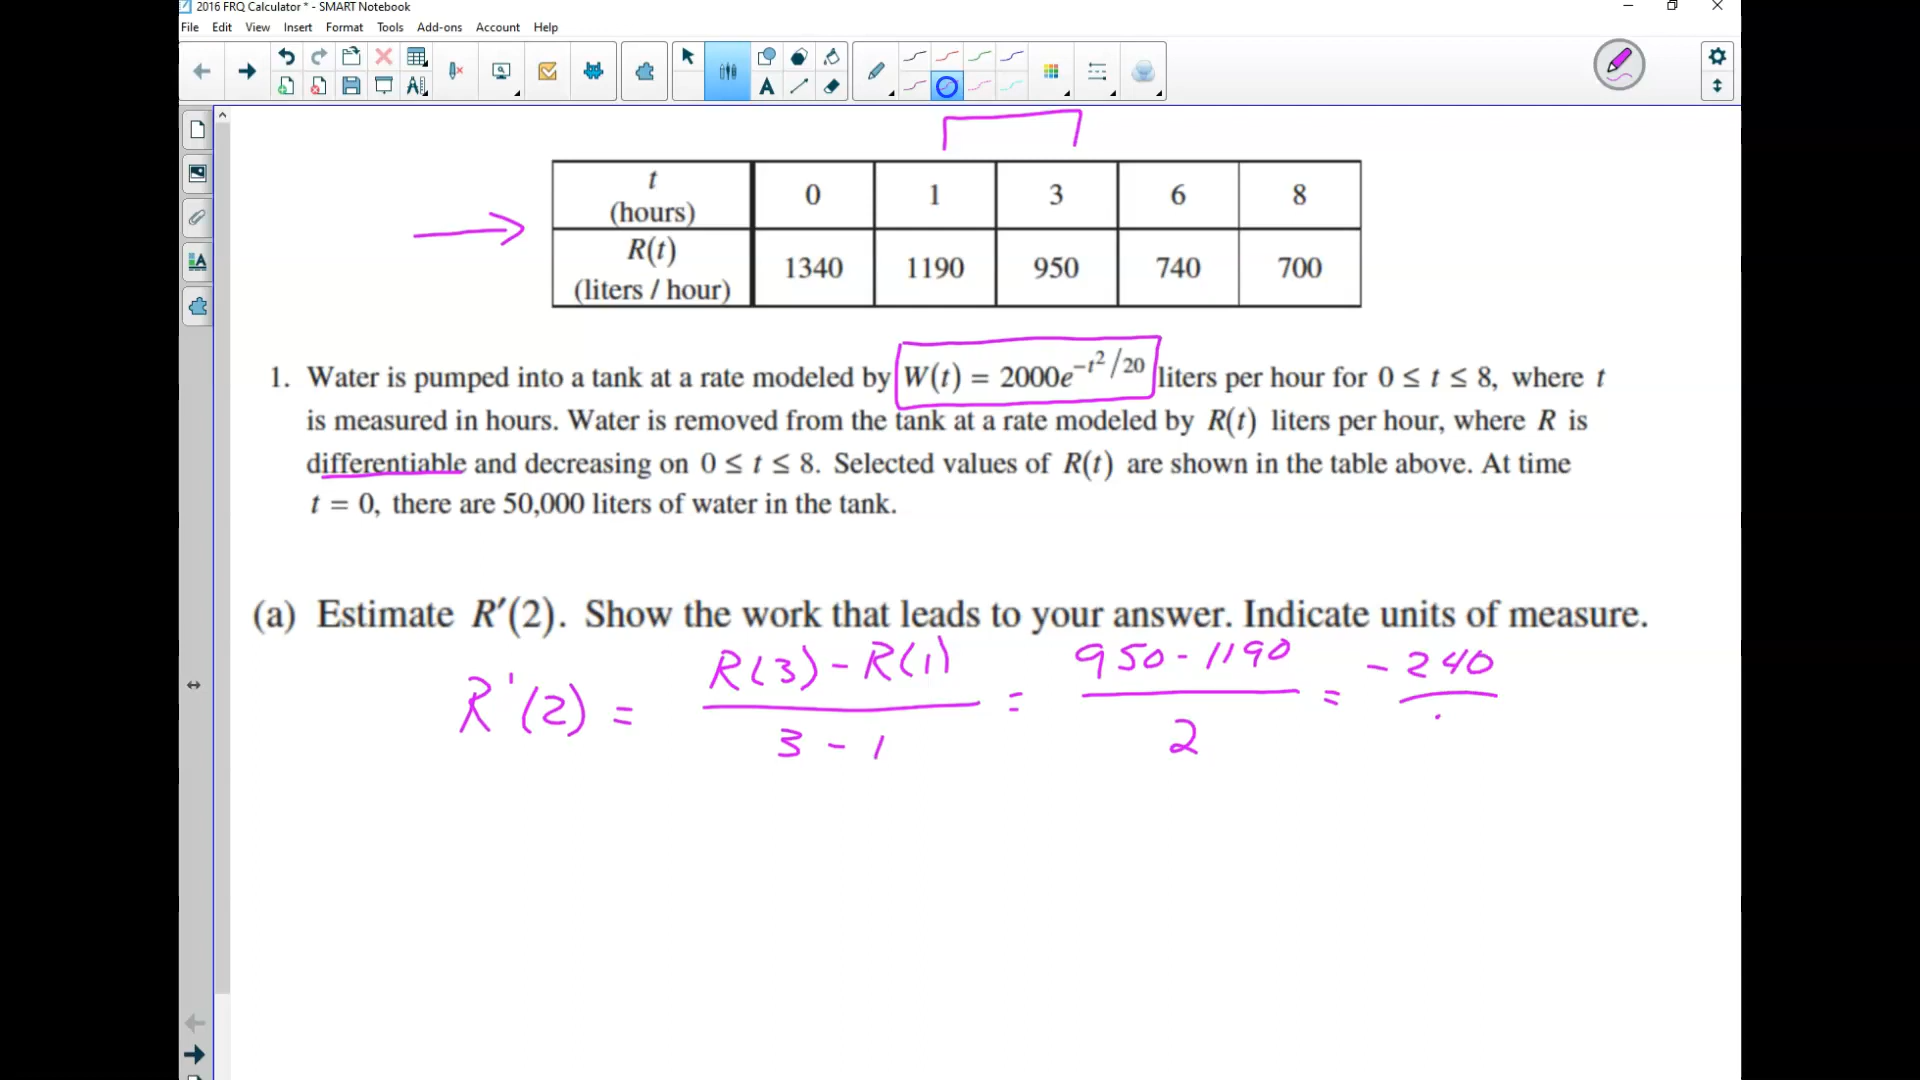 2016 FRQ Calculator * - SMART Notebook
File Edit View Insert Format Tools Add-ons Account Help
t (hours) 0 1 3 6 8
R(t) (liters / hour) 1340 1190 950 740 700
1. Water is pumped into a tank at a rate modeled by W(t) = 2000e^{-t^2/20} liters per hour for 0 ≤ t ≤ 8, where t
is measured in hours. Water is removed from the tank at a rate modeled by R(t) liters per hour, where R is
differentiable and decreasing on 0 ≤ t ≤ 8. Selected values of R(t) are shown in the table above. At time
t = 0, there are 50,000 liters of water in the tank.
(a) Estimate R′(2). Show the work that leads to your answer. Indicate units of measure.
R'(2) = \frac{R(3) - R(1)}{3 - 1} = \frac{950 - 1190}{2} = \frac{-240}{}